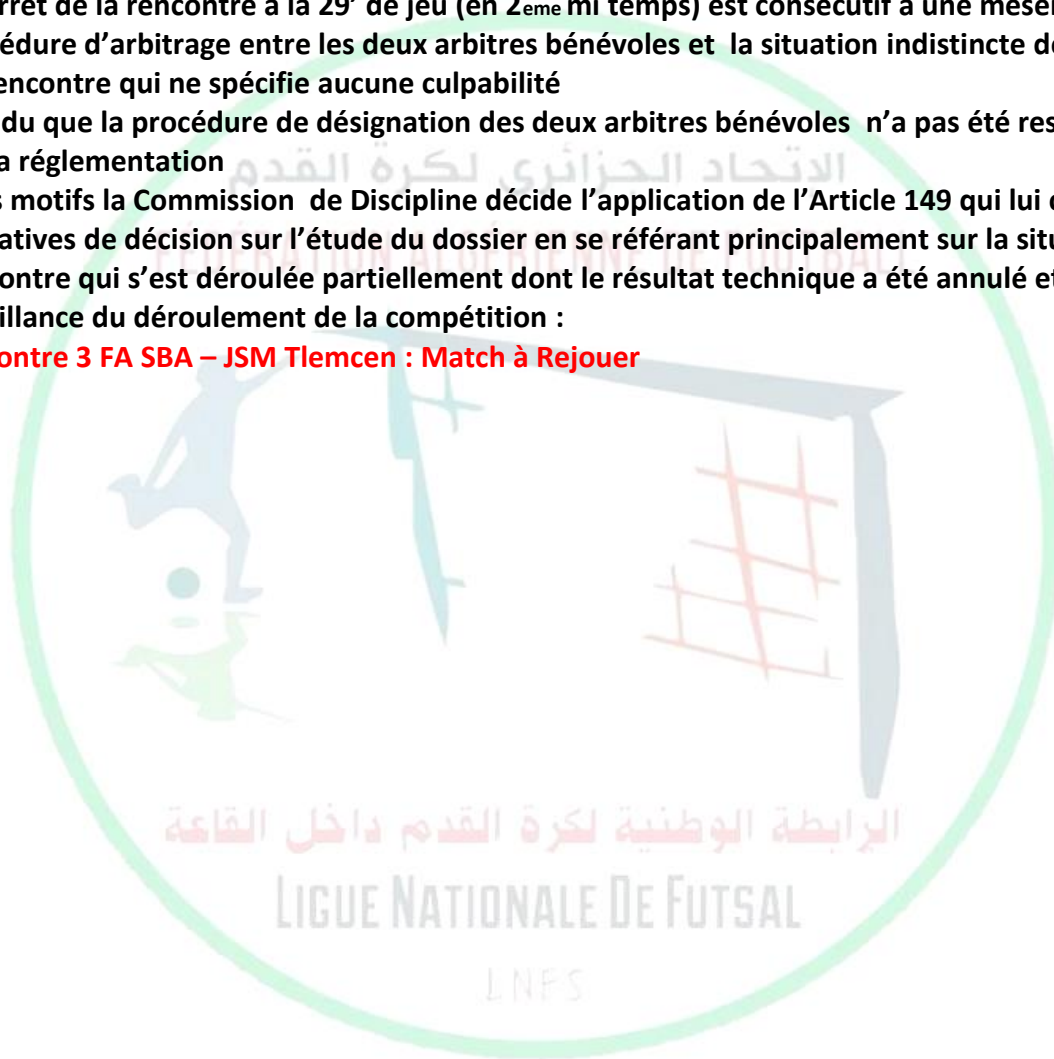 rrêt de la rencontre à la 29’ de jeu (en 2eme mi temps) est consécutif à une mése
édure d’arbitrage entre les deux arbitres bénévoles et la situation indistincte d
encontre qui ne spécifie aucune culpabilité
du que la procédure de désignation des deux arbitres bénévoles n’a pas été res
a réglementation
الاتحاد الجزائري لكرة القدم
s motifs la Commission de Discipline décide l’application de l’Article 149 qui lui
atives de décision sur l’étude du dossier en se référant principalement sur la situ
FÉDÉRATION ALGÉRIENNE DE FOOTBALL
ontre qui s’est déroulée partiellement dont le résultat technique a été annulé et
illance du déroulement de la compétition :
ontre 3 FA SBA – JSM Tlemcen : Match à Rejouer
الرابطة الوطنية لكرة القدم داخل القاعة
LIGUE NATIONALE DE FUTSAL
LNFS